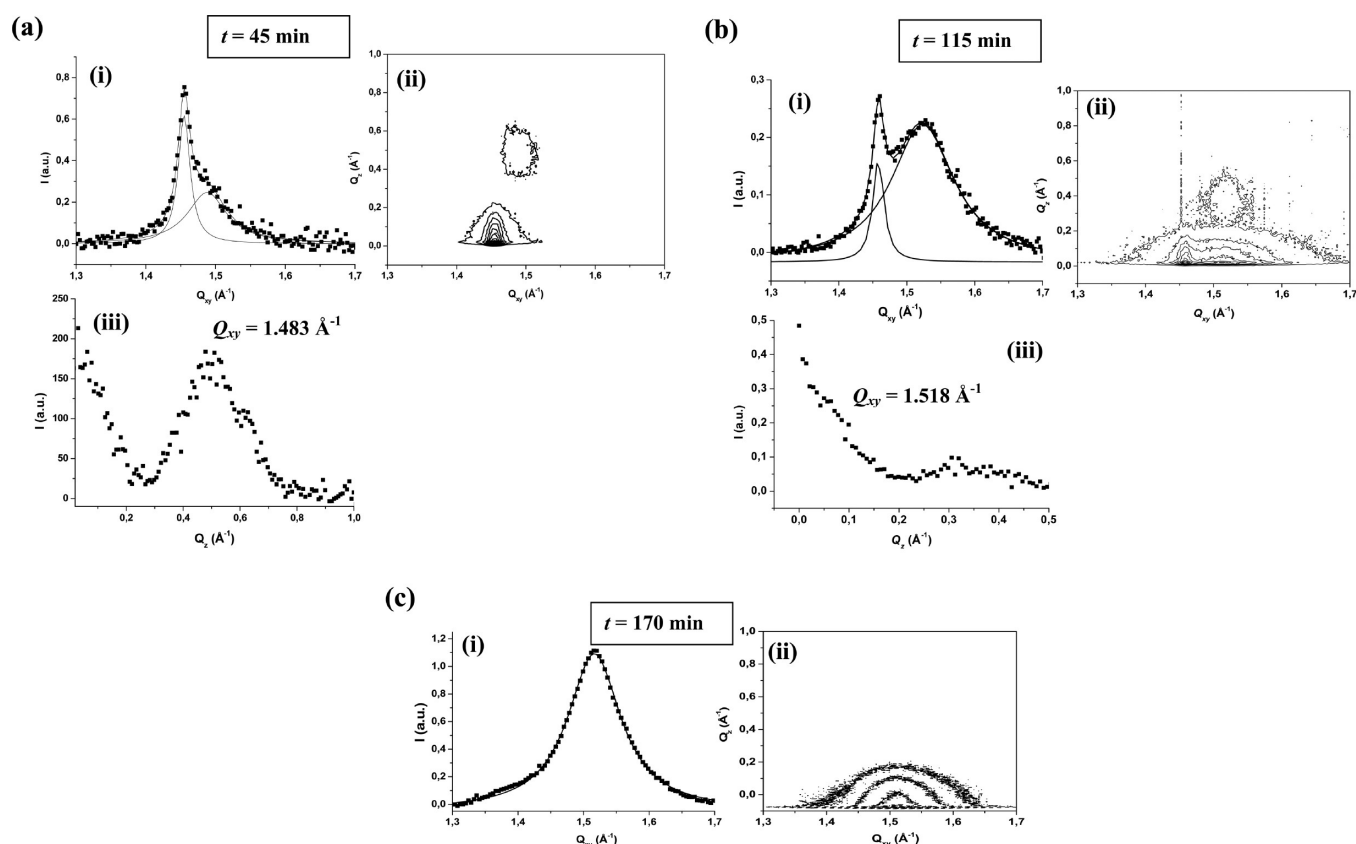 (a)
t = 45 min
(i)
0,8
0,6
0,4
0,2
0,0
I (a.u.)
1,3 1,4 1,5 1,6 1,7
Qxy (Å-1)
(ii)
1,0
0,8
0,6
0,4
0,2
0,0
Qz (Å-1)
1,3 1,4 1,5 1,6 1,7
Qxy (Å-1)
(iii)
Qxy = 1.483 Å-1
250
200
150
100
50
0
I (a.u.)
0,2 0,4 0,6 0,8 1,0
Qz (Å-1)
(b)
t = 115 min
(i)
0,3
0,2
0,1
0,0
I (a.u.)
1,3 1,4 1,5 1,6 1,7
Qxy (Å-1)
(ii)
1,0
0,8
0,6
0,4
0,2
0,0
Qz (Å-1)
1,3 1,4 1,5 1,6 1,7
Qxy (Å-1)
(iii)
Qxy = 1.518 Å-1
0,5
0,4
0,3
0,2
0,1
0,0
I (a.u.)
0,0 0,1 0,2 0,3 0,4 0,5
Qz (Å-1)
(c)
t = 170 min
(i)
1,2
1,0
0,8
0,6
0,4
0,2
0,0
I (a.u.)
1,3 1,4 1,5 1,6 1,7
(Å-1)
(ii)
1,0
0,8
0,6
0,4
0,2
0,0
Qz (Å-1)
1,3 1,4 1,5 1,6 1,7
Qxy (Å-1)